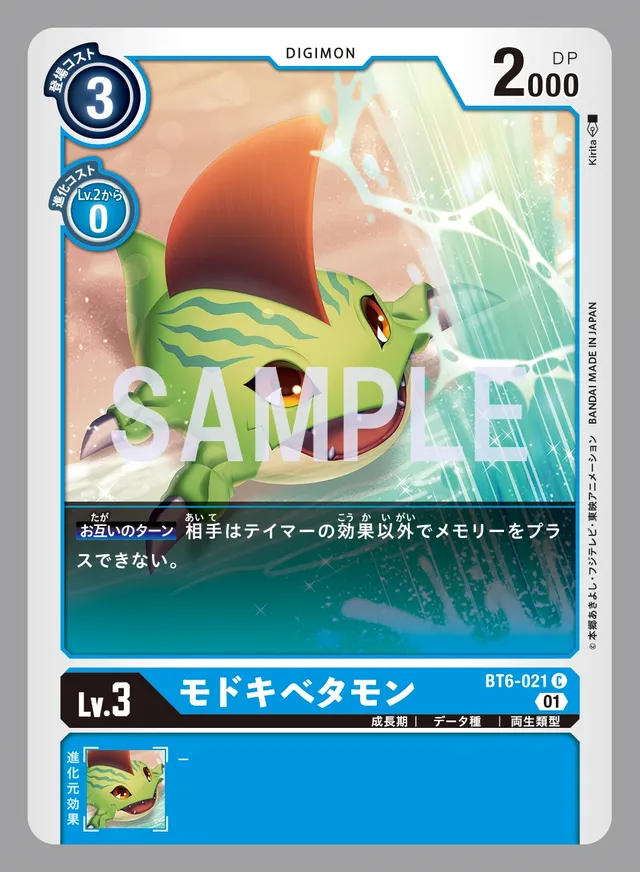 DIGIMON
登場コスト
3
DP
2000
進化コスト
Lv.2から
0
Kirita
SAMPLE
お互いのターン 相手はテイマーの効果以外でメモリーをプラ
スできない。
© 本郷あきよし・フジテレビ・東映アニメーション BANDAI MADE IN JAPAN
Lv.3
モドキベタモン
BT6-021 C
01
成長期 | データ種 | 両生類型
進化元効果
–